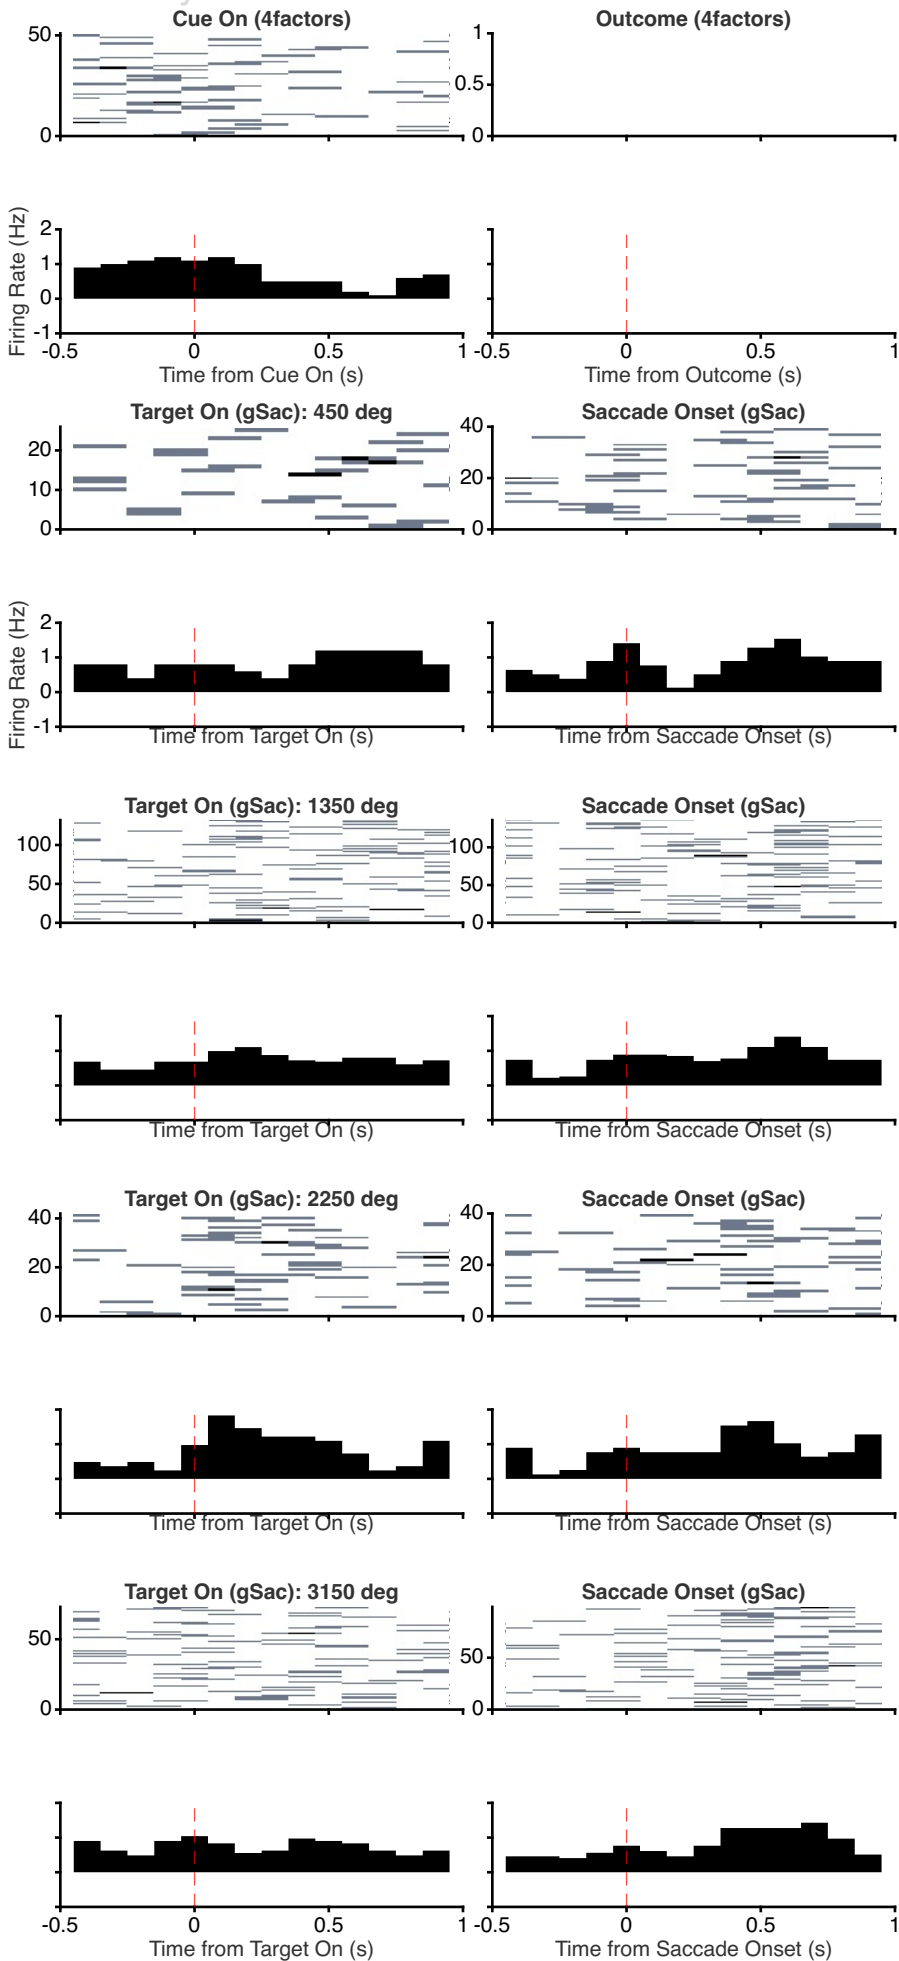 Cue On (4factors)
Outcome (4factors)
50
0
1
0.5
0
Firing Rate (Hz)
2
1
0
-1
-0.5 0 0.5 1
-0.5 0 0.5 1
Time from Cue On (s)
Time from Outcome (s)
Target On (gSac): 450 deg
Saccade Onset (gSac)
20
10
0
40
20
0
Firing Rate (Hz)
2
1
0
-1
Time from Target On (s)
Time from Saccade Onset (s)
Target On (gSac): 1350 deg
Saccade Onset (gSac)
100
50
0
100
50
0
Time from Target On (s)
Time from Saccade Onset (s)
Target On (gSac): 2250 deg
Saccade Onset (gSac)
40
20
0
40
20
0
Time from Target On (s)
Time from Saccade Onset (s)
Target On (gSac): 3150 deg
Saccade Onset (gSac)
50
0
50
0
-0.5 0 0.5 1
-0.5 0 0.5 1
Time from Target On (s)
Time from Saccade Onset (s)